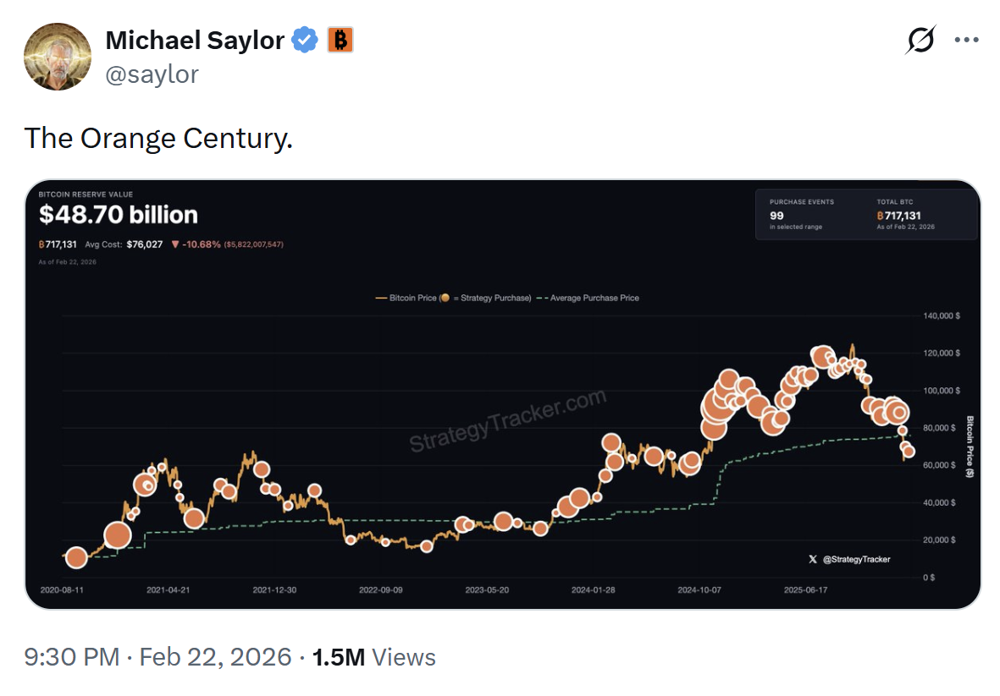 Michael Saylor
@saylor
The Orange Century.
BITCOIN RESERVE VALUE
$48.70 billion
₿717,131 Avg Cost: $76,027 ▼ -10.68% ($5,822,007,547)
As of Feb 22, 2026
PURCHASE EVENTS
99
in selected range
TOTAL BTC
₿717,131
As of Feb 22, 2026
Bitcoin Price ( = Strategy Purchase) Average Purchase Price
StrategyTracker.com
140,000 $
120,000 $
100,000 $
80,000 $
60,000 $
40,000 $
20,000 $
0 $
Bitcoin Price ($)
X @StrategyTracker
2020-08-11 2021-04-21 2021-12-30 2022-09-09 2023-05-20 2024-01-28 2024-10-07 2025-06-17
9:30 PM · Feb 22, 2026 · 1.5M Views